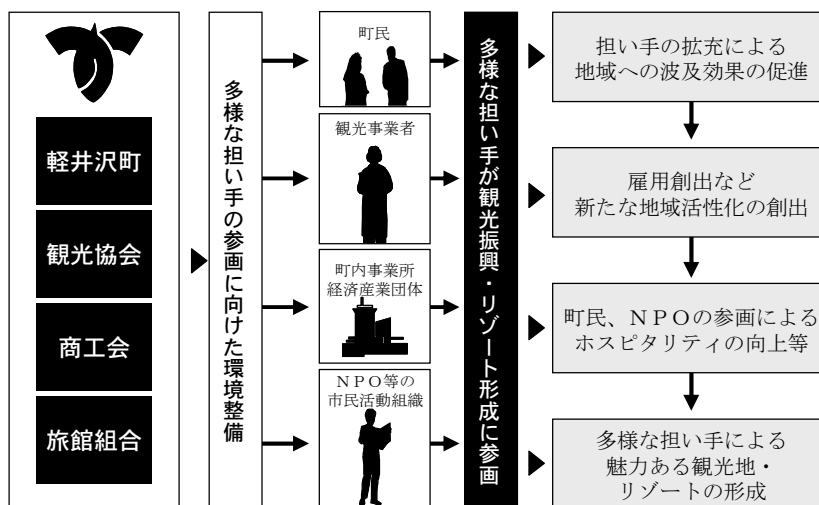 軽井沢町
観光協会
商工会
旅館組合
多様な担い手の参画に向けた環境整備
町民
観光事業者
町内事業所
経済産業団体
ＮＰＯ等の
市民活動組織
多様な担い手が観光振興・リゾート形成に参画
担い手の拡充による
地域への波及効果の促進
雇用創出など
新たな地域活性化の創出
町民、ＮＰＯの参画による
ホスピタリティの向上等
多様な担い手による
魅力ある観光地・
リゾートの形成